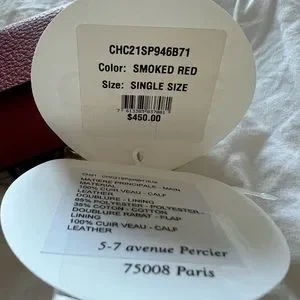 CHC21SP946B71
Color: SMOKED RED
Size: SINGLE SIZE
$450.00
MATIERE PRINCIPALE - MAIN
MATERIAL
100% CUIR VEAU - CALF
LEATHER
DOUBLURE - LINING
65% POLYESTER - POLYESTER -
35% COTON - COTTON
DOUBLURE RABAT - FLAP
LINING
100% CUIR VEAU - CALF
LEATHER
5-7 avenue Percier
75008 Paris